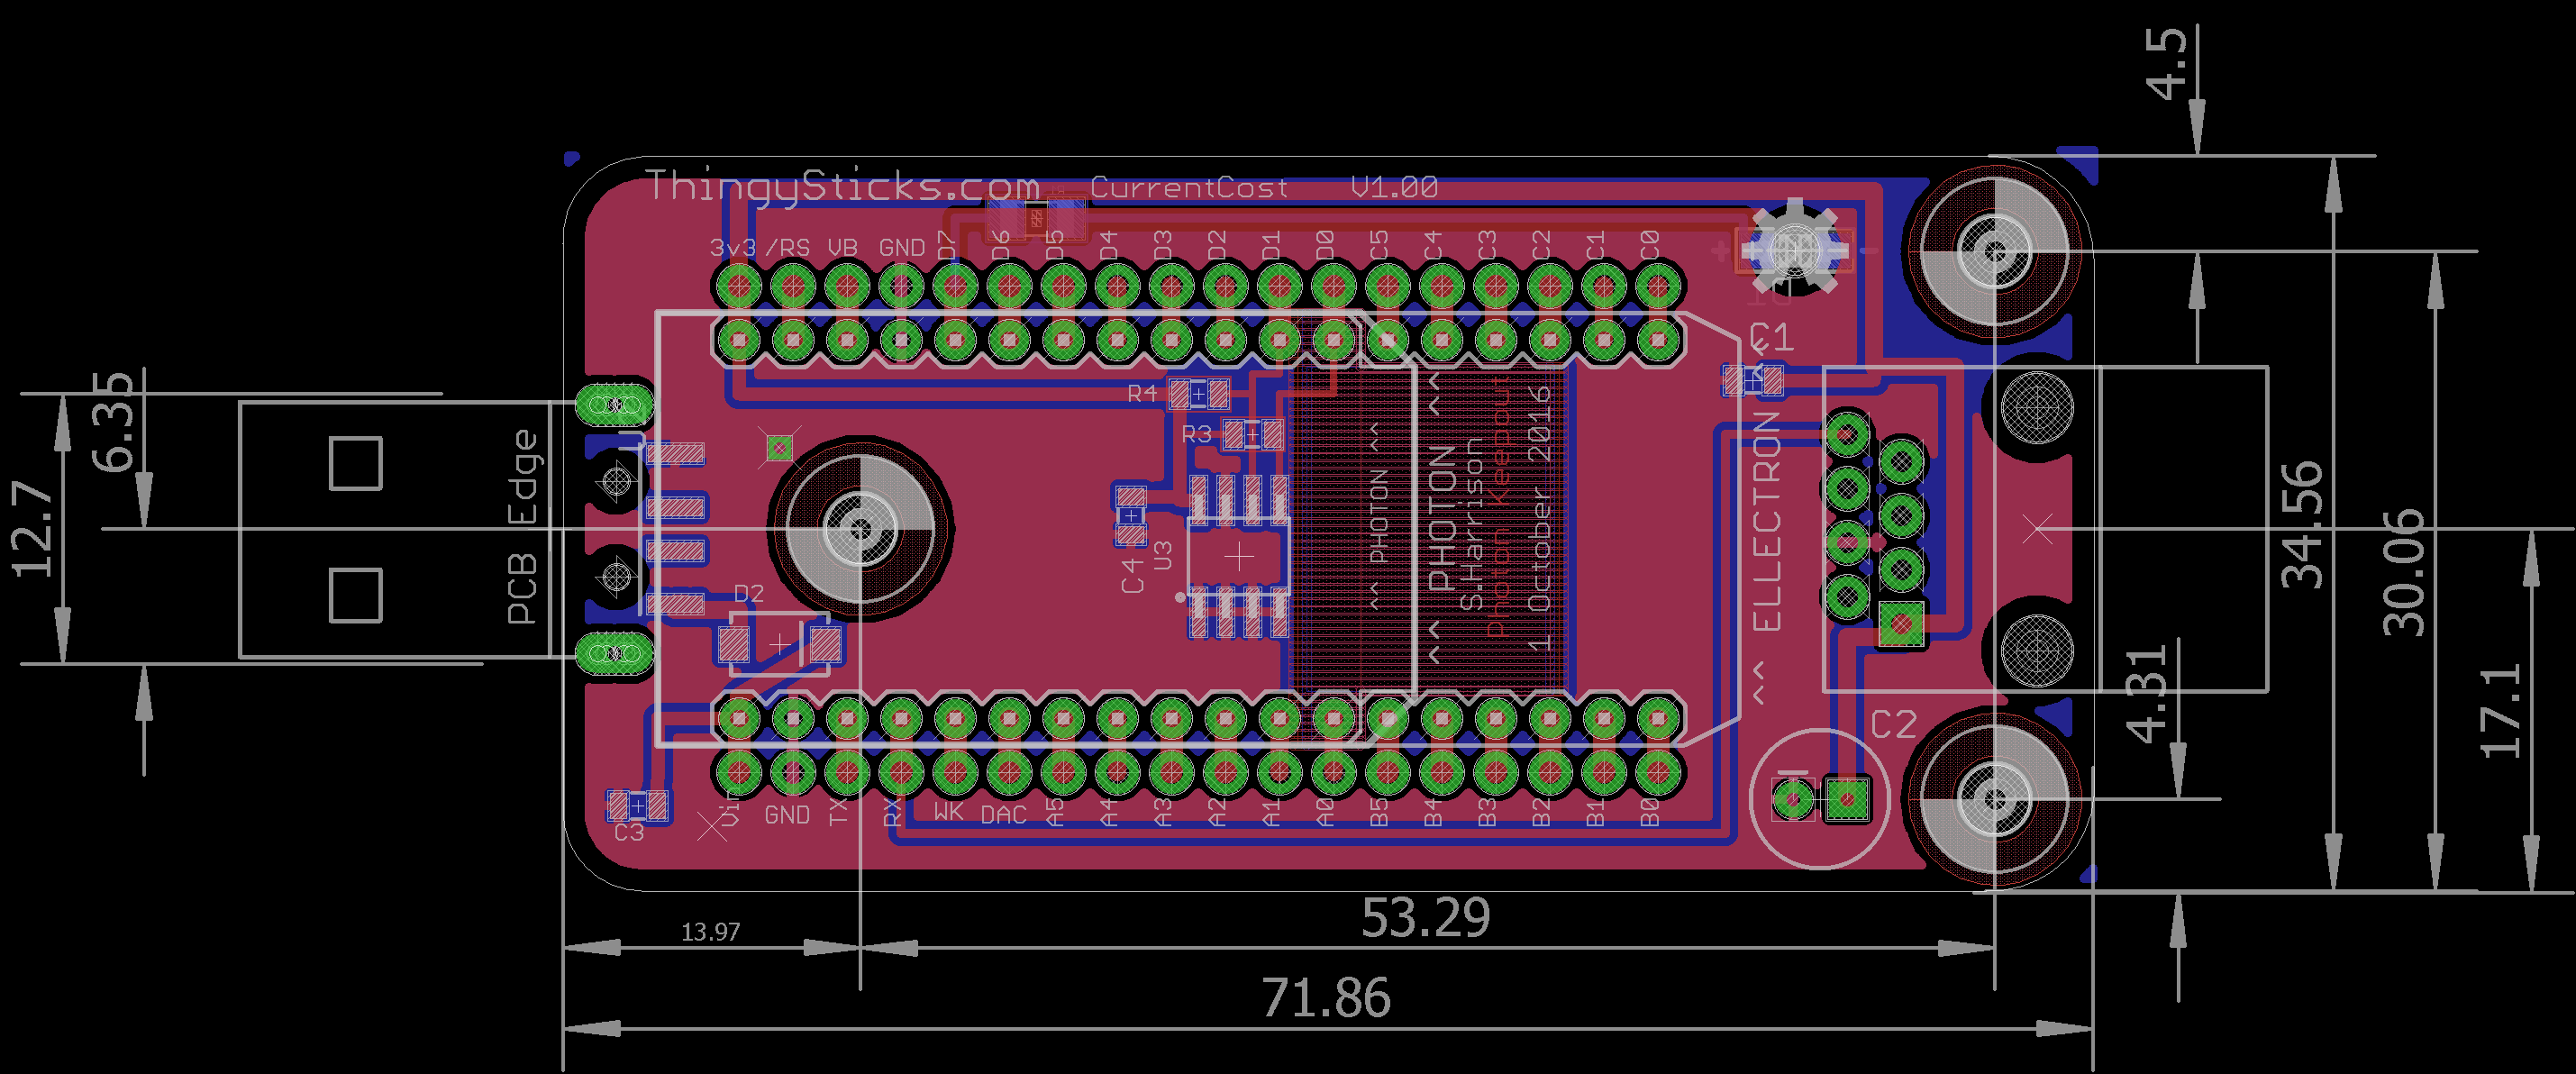 4.5
ThingySticks.com CurrentCost V1.00
3v3 /RS VB GND D7 D6 D5 D4 D3 D2 D1 D0 C5 C4 C3 C2 C1 C0
C1
R4
R3
6.35
12.7
PCB Edge
D2
C4
U3
<< PHOTON <<
<< PHOTON <<
S.Harrison
Photon Keepout
1 October 2016
<< ELLECTRON <<
34.56
30.06
17.1
4.31
C2
C3
Vin GND TX RX WK DAC A5 A4 A3 A2 A1 A0 B5 B4 B3 B2 B1 B0
13.97
53.29
71.86